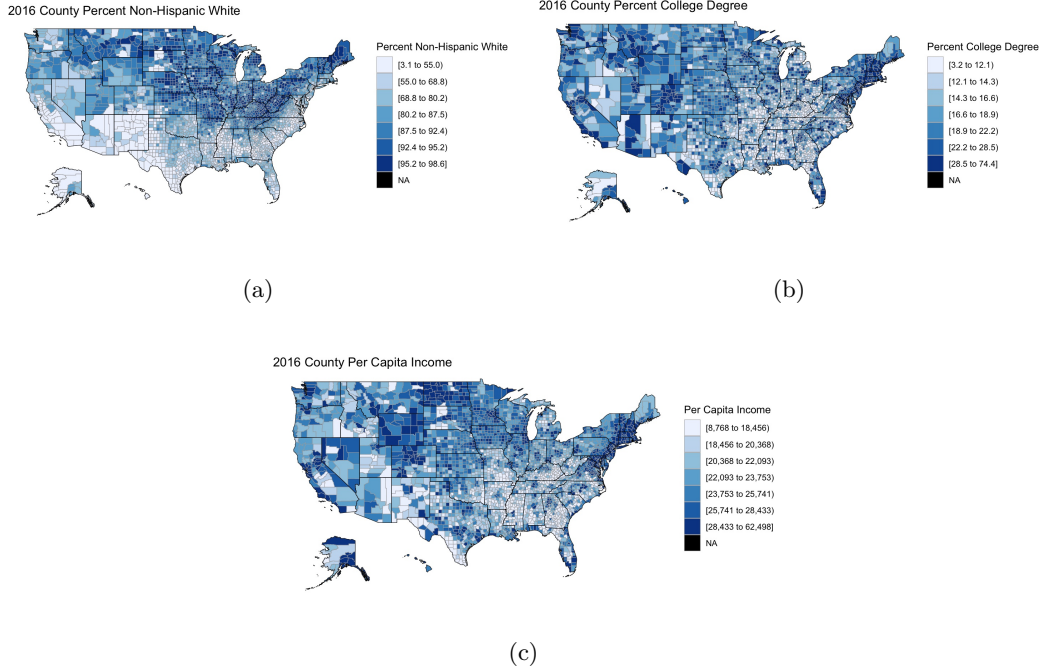 2016 County Percent Non-Hispanic White
Percent Non-Hispanic White
[3.1 to 55.0)
[55.0 to 68.8)
[68.8 to 80.2)
[80.2 to 87.5)
[87.5 to 92.4)
[92.4 to 95.2)
[95.2 to 98.6]
NA
(a)
2016 County Percent College Degree
Percent College Degree
[3.2 to 12.1)
[12.1 to 14.3)
[14.3 to 16.6)
[16.6 to 18.9)
[18.9 to 22.2)
[22.2 to 28.5)
[28.5 to 74.4]
NA
(b)
2016 County Per Capita Income
Per Capita Income
[8,768 to 18,456)
[18,456 to 20,368)
[20,368 to 22,093)
[22,093 to 23,753)
[23,753 to 25,741)
[25,741 to 28,433)
[28,433 to 62,498]
NA
(c)